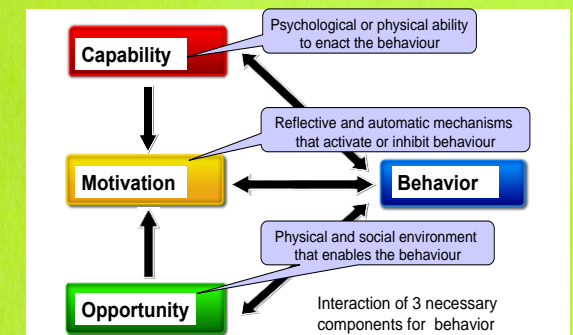 Psychological or physical ability
to enact the behaviour
Capability
Reflective and automatic mechanisms
that activate or inhibit behaviour
Motivation
Behavior
Physical and social environment
that enables the behaviour
Opportunity
Interaction of 3 necessary
components for behavior